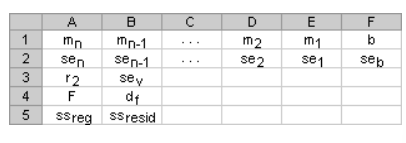 A B C D E F
1 mn mn-1 ... m2 m1 b
2 sen sen-1 ... se2 se1 seb
3 r2 sev
4 F df
5 ssreg ssresid